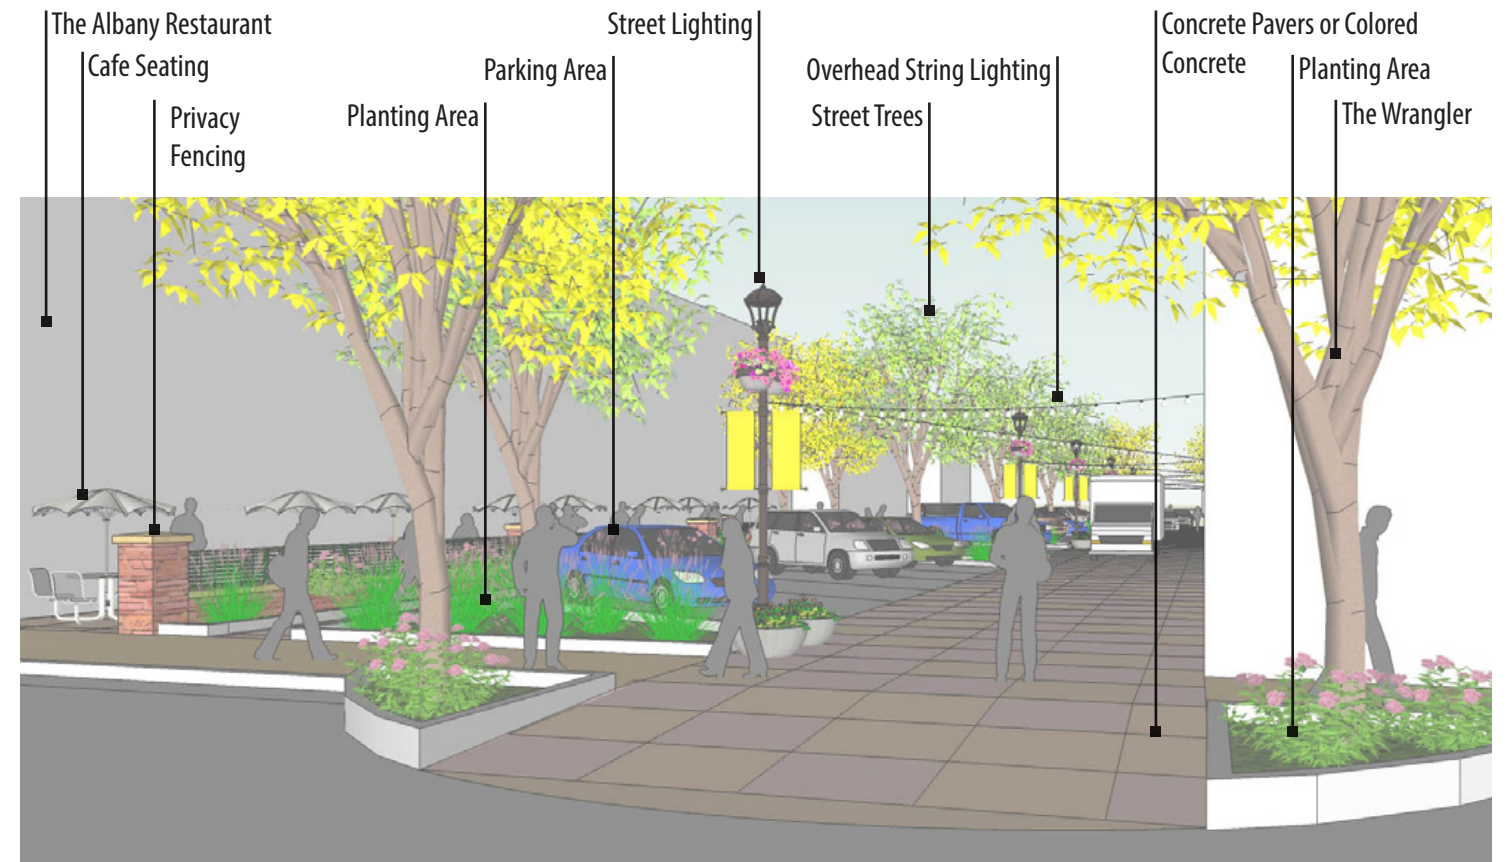 The Albany Restaurant
Cafe Seating
Privacy
Fencing
Planting Area
Parking Area
Street Lighting
Overhead String Lighting
Street Trees
Concrete Pavers or Colored
Concrete
Planting Area
The Wrangler